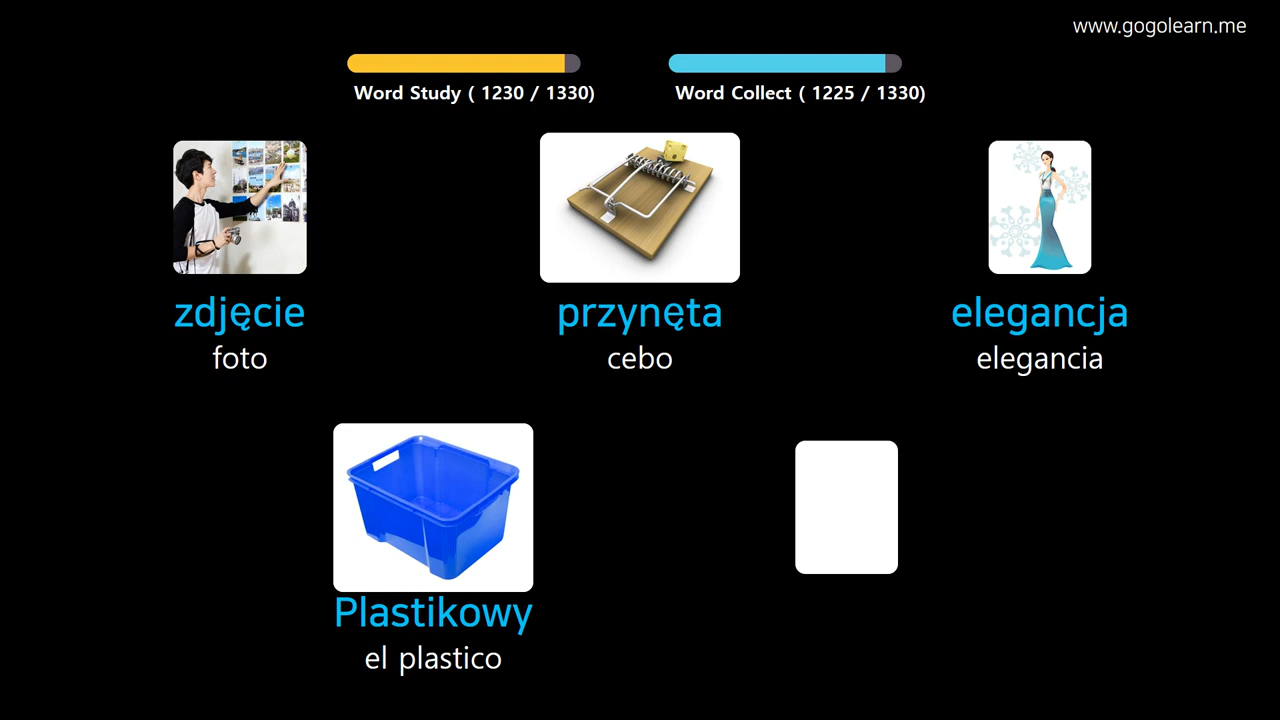 www.gogolearn.me
Word Study ( 1230 / 1330)
Word Collect ( 1225 / 1330)
zdjęcie
foto
przynęta
cebo
elegancja
elegancia
Plastikowy
el plastico